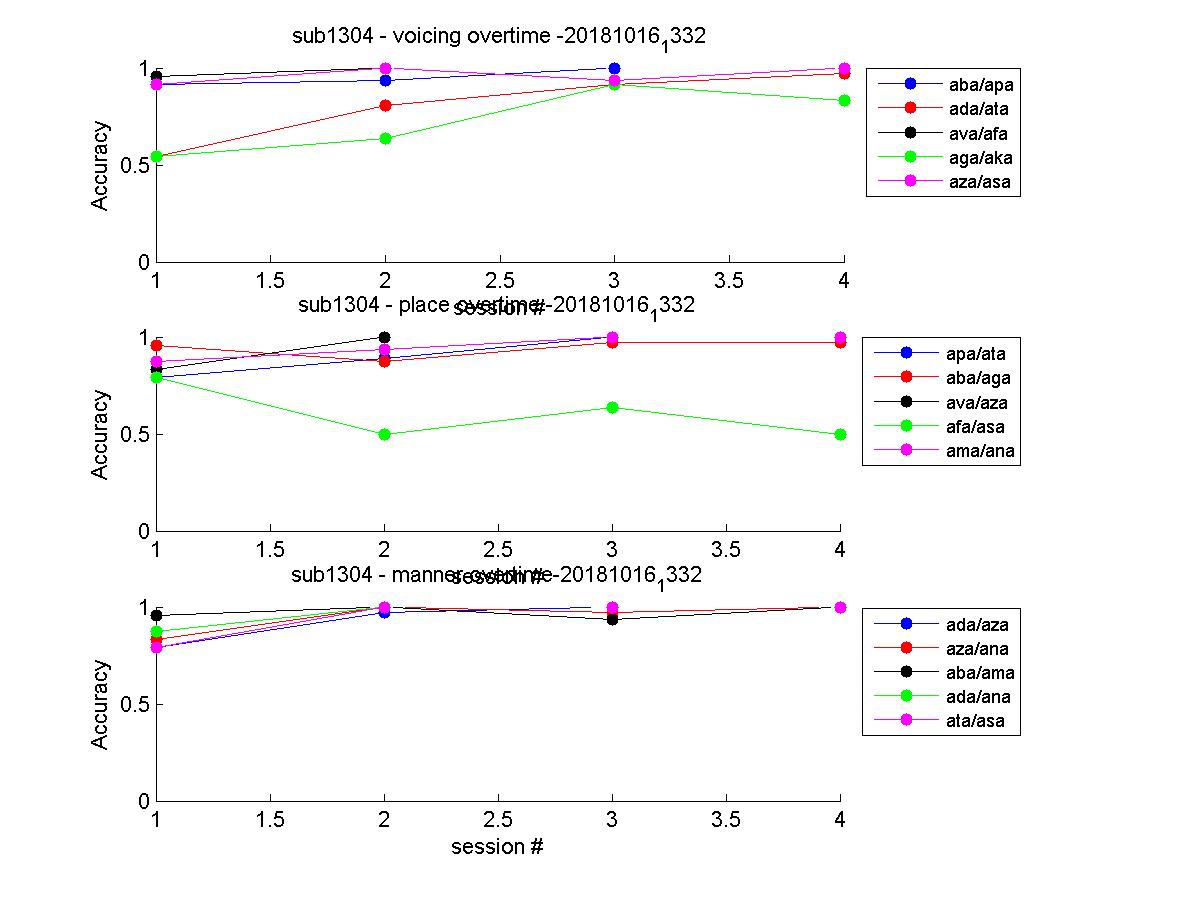 sub1304 - voicing overtime -20181016_1332
1
0.5
0
Accuracy
1 1.5 2 2.5 3 3.5 4
session #
aba/apa
ada/ata
ava/afa
aga/aka
aza/asa
sub1304 - place overtime -20181016_1332
1
0.5
0
Accuracy
1 1.5 2 2.5 3 3.5 4
session #
apa/ata
aba/aga
ava/aza
afa/asa
ama/ana
sub1304 - manner overtime -20181016_1332
1
0.5
0
Accuracy
1 1.5 2 2.5 3 3.5 4
session #
ada/aza
aza/ana
aba/ama
ada/ana
ata/asa